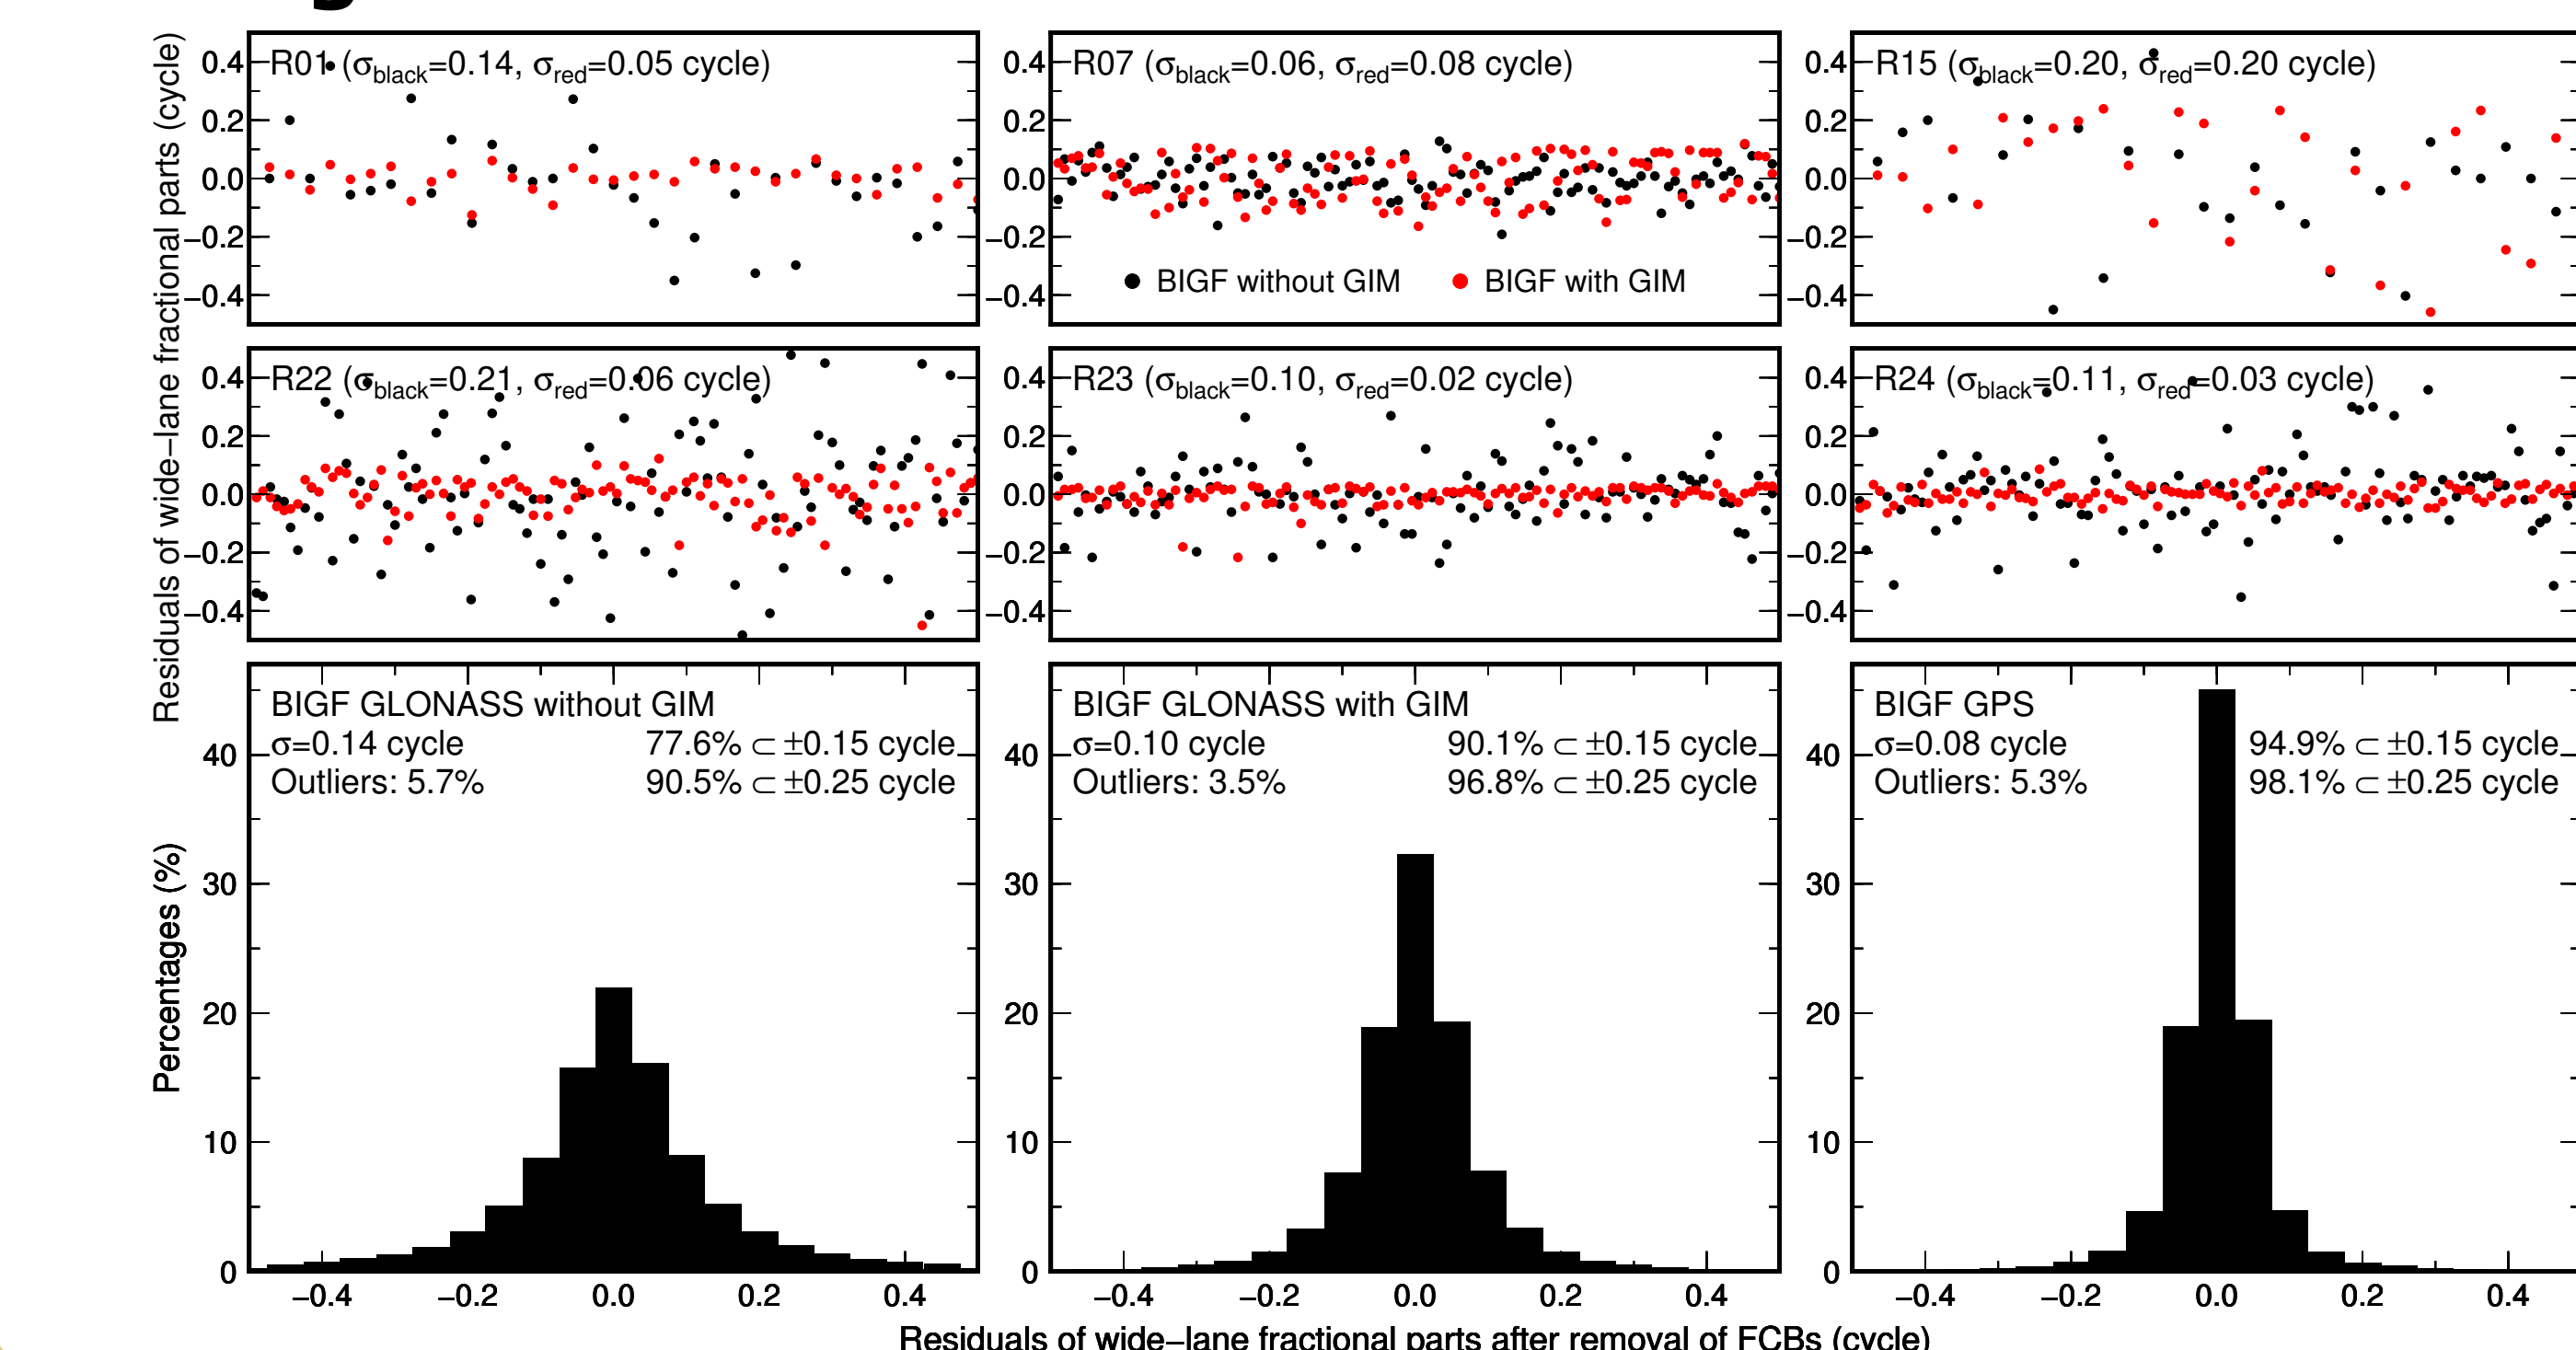 Residuals of wide–lane fractional parts (cycle)
0.4 0.2 0.0 −0.2 −0.4
R01 (σblack=0.14, σred=0.05 cycle)
0.4 0.2 0.0 −0.2 −0.4
R07 (σblack=0.06, σred=0.08 cycle)
BIGF without GIM BIGF with GIM
0.4 0.2 0.0 −0.2 −0.4
R15 (σblack=0.20, σred=0.20 cycle)
0.4 0.2 0.0 −0.2 −0.4
R22 (σblack=0.21, σred=0.06 cycle)
0.4 0.2 0.0 −0.2 −0.4
R23 (σblack=0.10, σred=0.02 cycle)
0.4 0.2 0.0 −0.2 −0.4
R24 (σblack=0.11, σred=0.03 cycle)
Percentages (%)
40 30 20 10 0
BIGF GLONASS without GIM
σ=0.14 cycle 77.6% ⊂ ±0.15 cycle
Outliers: 5.7% 90.5% ⊂ ±0.25 cycle
−0.4 −0.2 0.0 0.2 0.4
40 30 20 10 0
BIGF GLONASS with GIM
σ=0.10 cycle 90.1% ⊂ ±0.15 cycle
Outliers: 3.5% 96.8% ⊂ ±0.25 cycle
−0.4 −0.2 0.0 0.2 0.4
40 30 20 10 0
BIGF GPS
σ=0.08 cycle 94.9% ⊂ ±0.15 cycle
Outliers: 5.3% 98.1% ⊂ ±0.25 cycle
−0.4 −0.2 0.0 0.2 0.4
Residuals of wide–lane fractional parts after removal of FCBs (cycle)